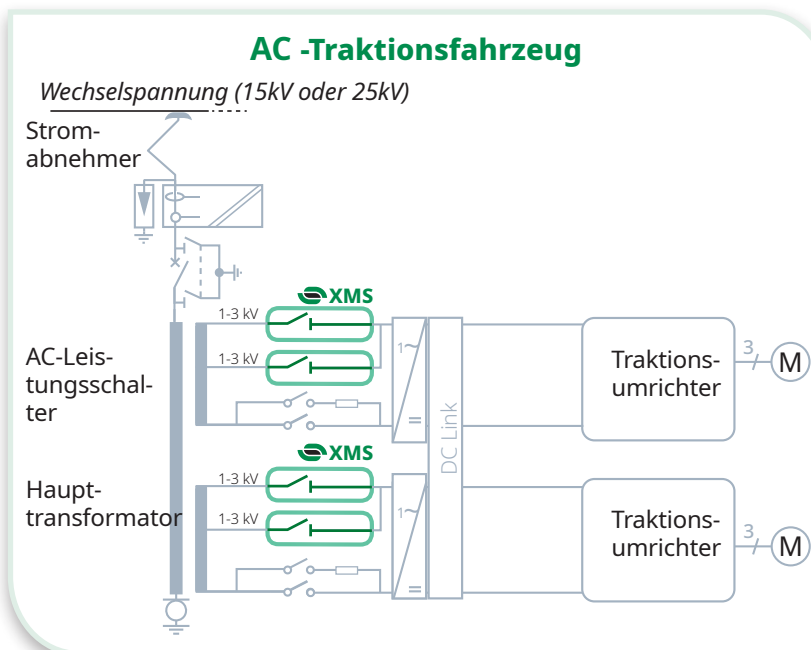 AC -Traktionsfahrzeug
Wechselspannung (15kV oder 25kV)
Strom-
abnehmer
XMS
1-3 kV
1-3 kV
1~
=
DC Link
Traktions-
umrichter
3
M
AC-Leis-
tungsschal-
ter
XMS
1-3 kV
1-3 kV
1~
=
Haupt-
transformator
Traktions-
umrichter
3
M